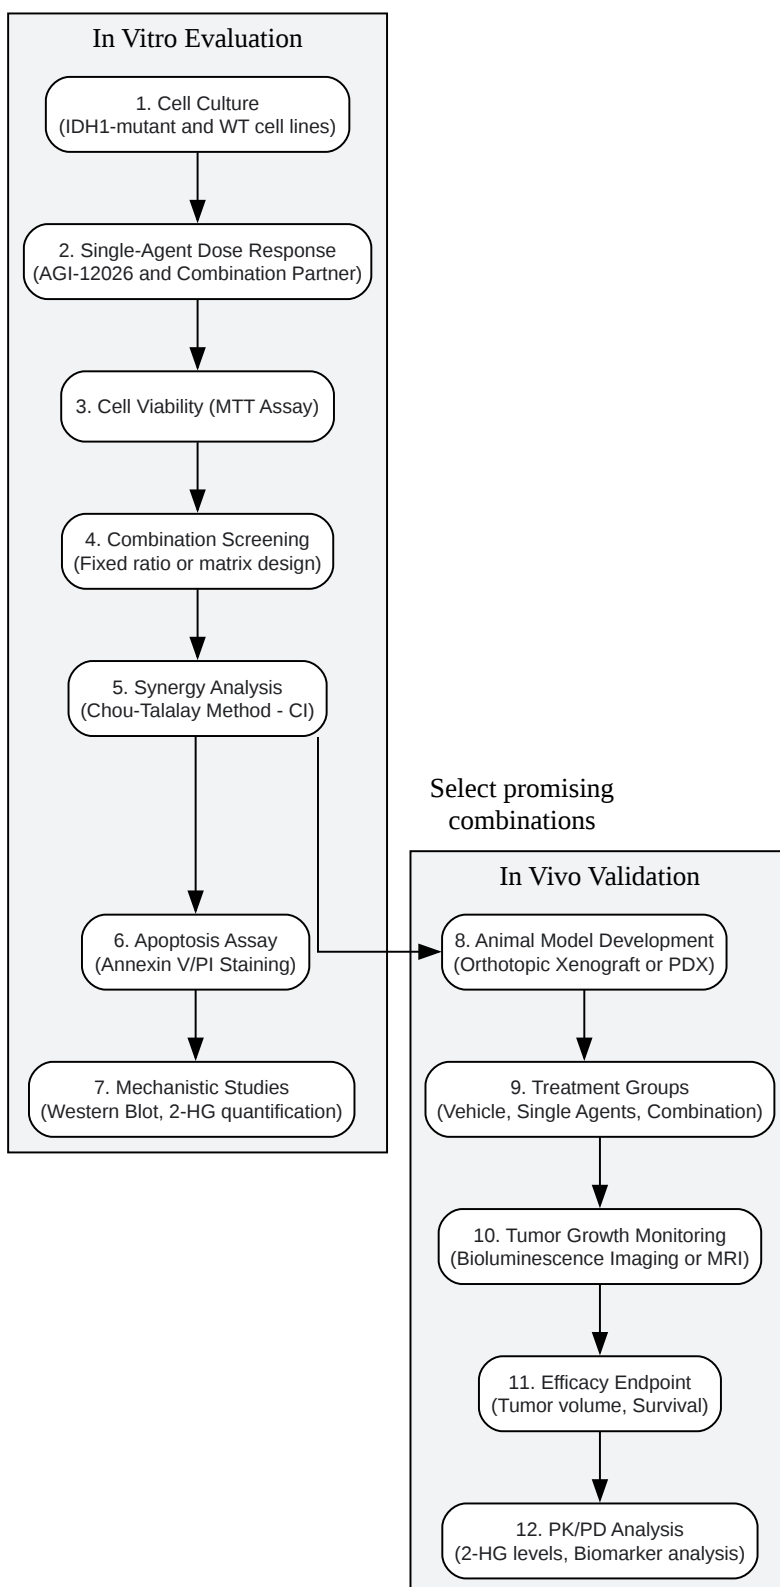 In Vitro Evaluation
1. Cell Culture
(IDH1-mutant and WT cell lines)
2. Single-Agent Dose Response
(AGI-12026 and Combination Partner)
3. Cell Viability (MTT Assay)
4. Combination Screening
(Fixed ratio or matrix design)
5. Synergy Analysis
(Chou-Talalay Method - CI)
6. Apoptosis Assay
(Annexin V/PI Staining)
7. Mechanistic Studies
(Western Blot, 2-HG quantification)
Select promising
combinations
In Vivo Validation
8. Animal Model Development
(Orthotopic Xenograft or PDX)
9. Treatment Groups
(Vehicle, Single Agents, Combination)
10. Tumor Growth Monitoring
(Bioluminescence Imaging or MRI)
11. Efficacy Endpoint
(Tumor volume, Survival)
12. PK/PD Analysis
(2-HG levels, Biomarker analysis)